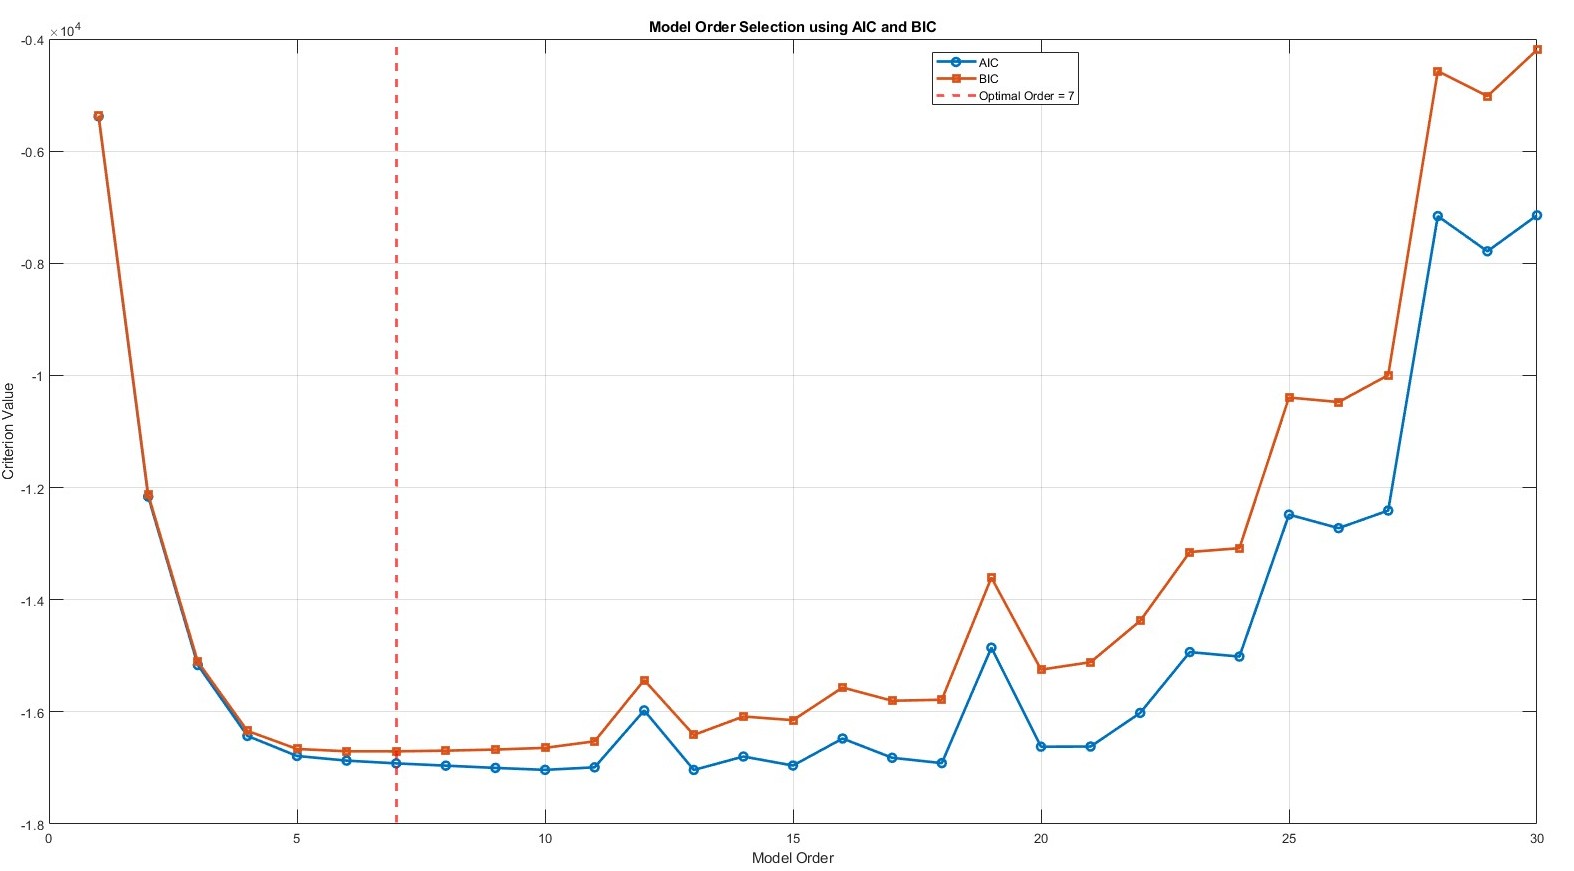 Model Order Selection using AIC and BIC
×10⁴
-0.4
-0.6
-0.8
-1
-1.2
-1.4
-1.6
-1.8
Criterion Value
AIC
BIC
Optimal Order = 7
0 5 10 15 20 25 30
Model Order